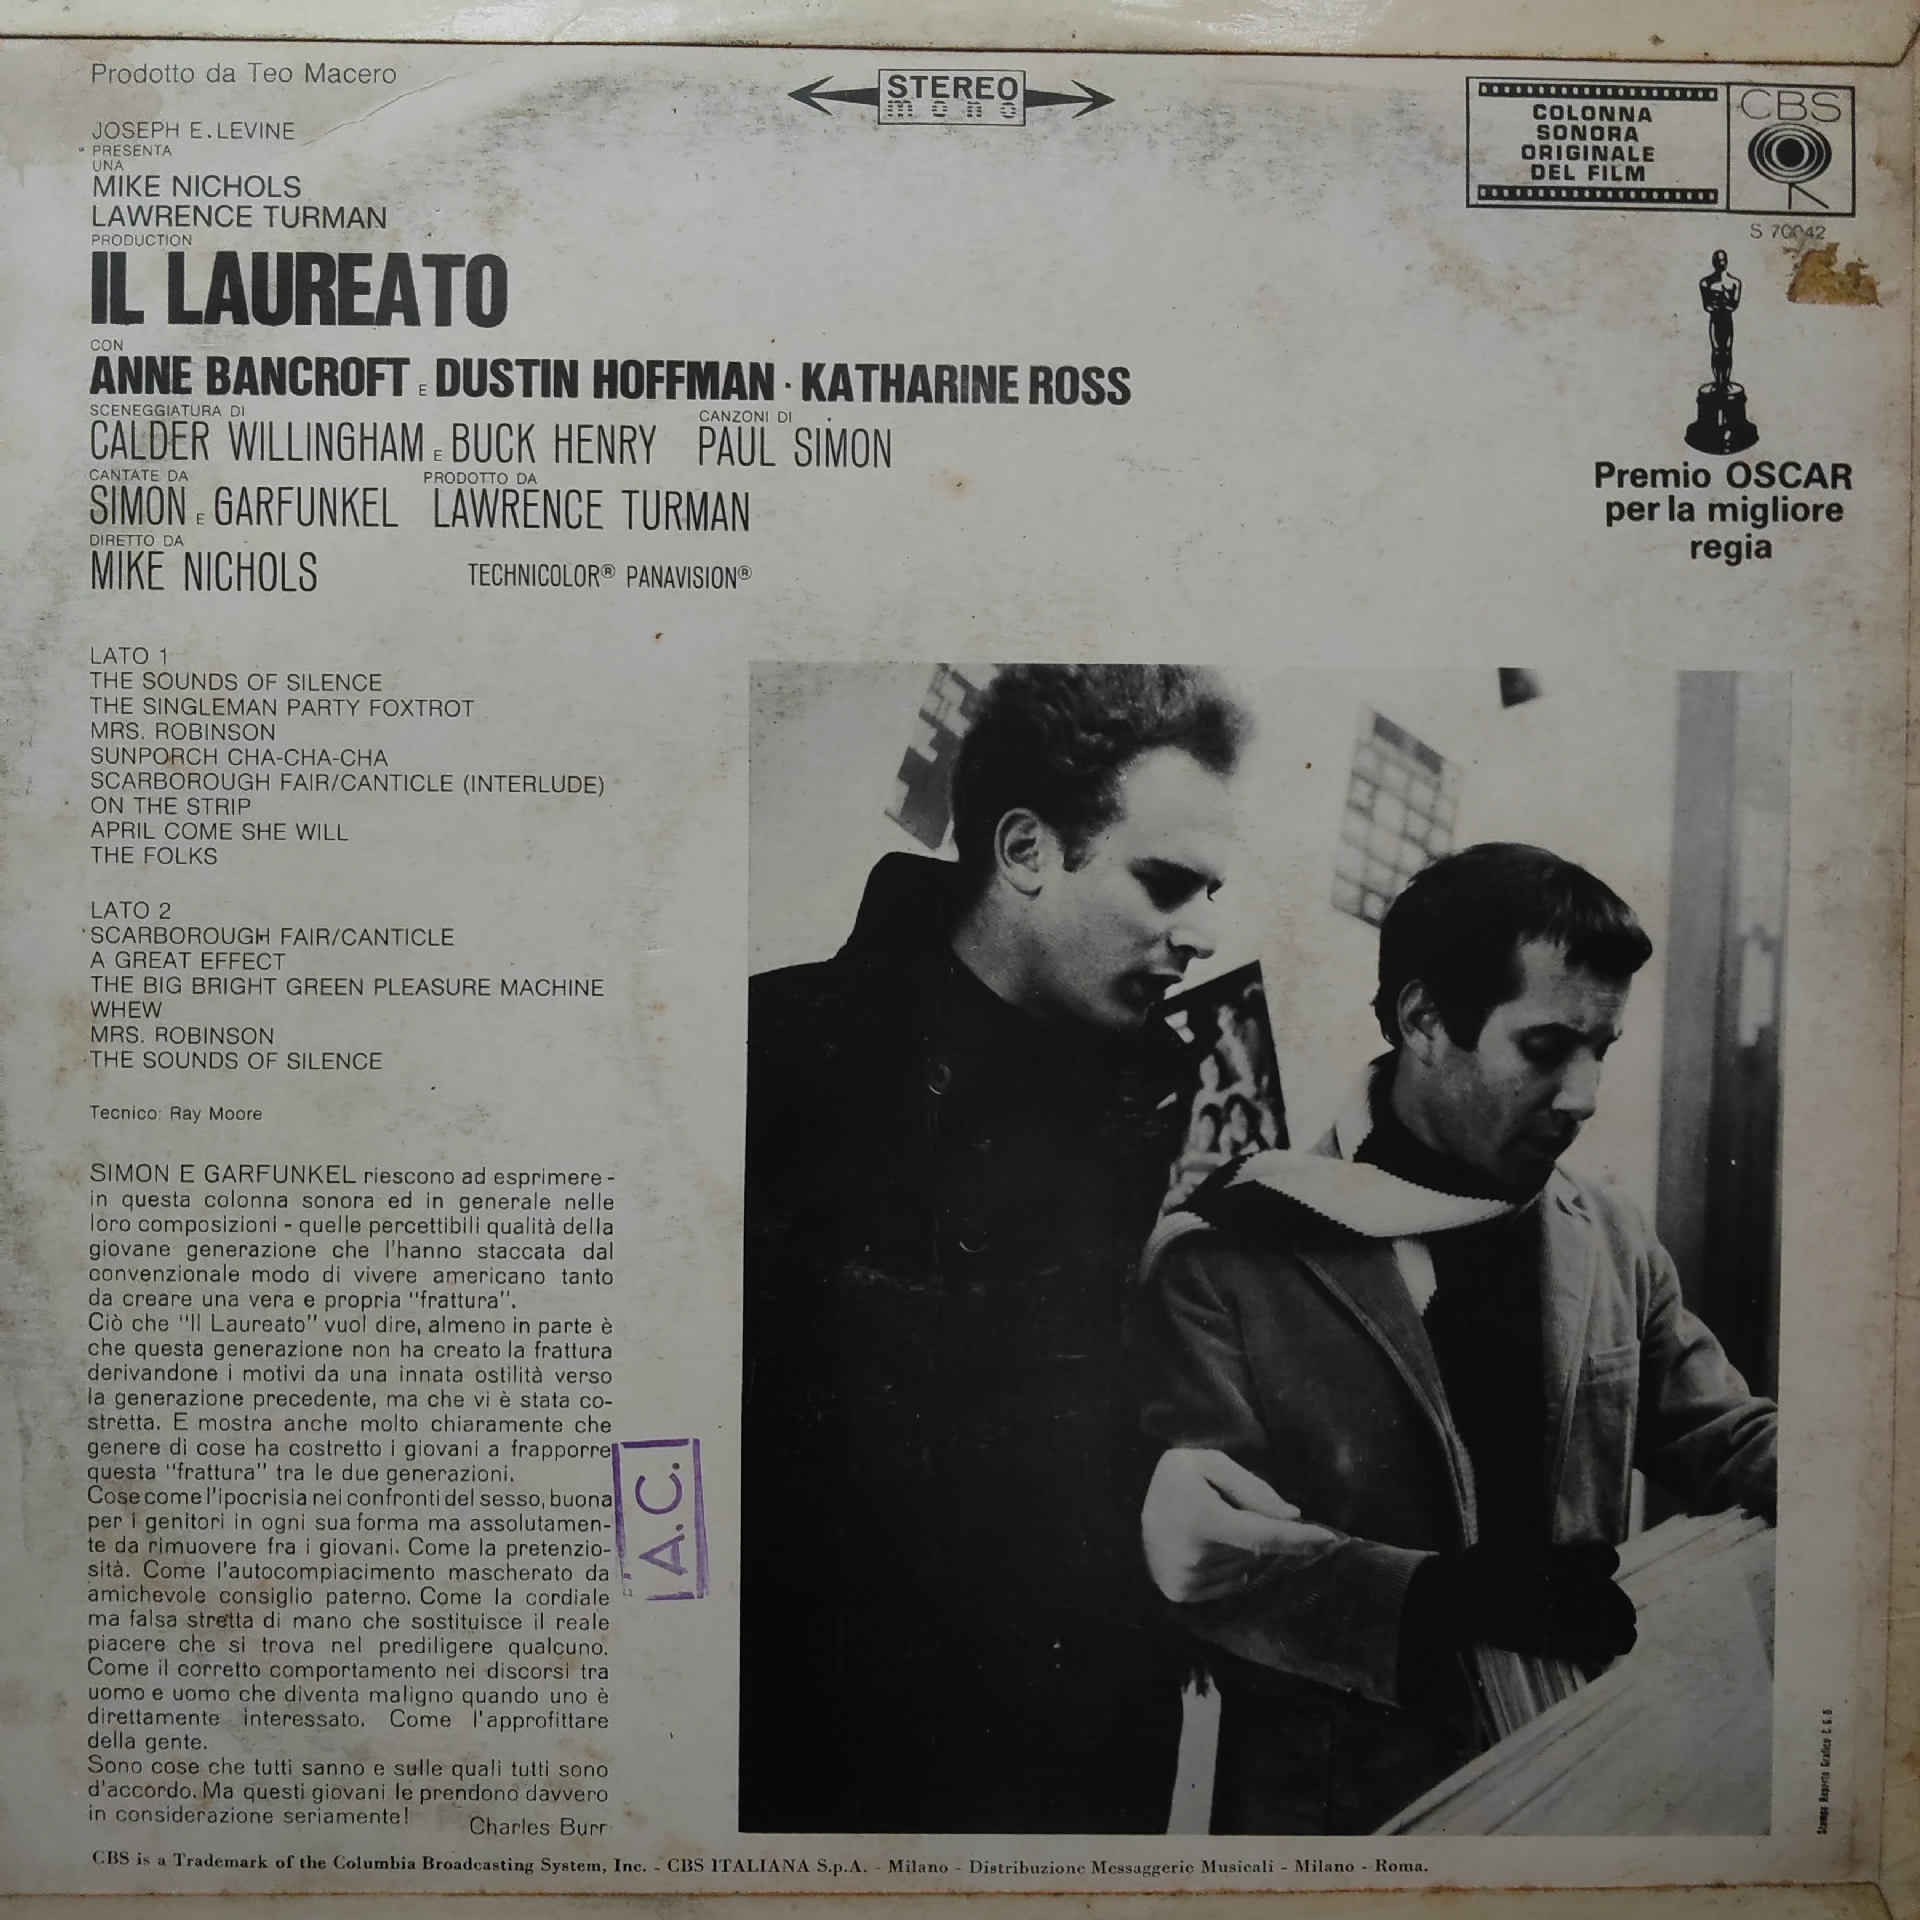 Prodotto da Teo Macero
STEREO
mono
COLONNA
SONORA
ORIGINALE
DEL FILM
CBS
S 70042
JOSEPH E. LEVINE
PRESENTA
UNA
MIKE NICHOLS
LAWRENCE TURMAN
PRODUCTION
IL LAUREATO
CON
ANNE BANCROFT E DUSTIN HOFFMAN · KATHARINE ROSS
SCENEGGIATURA DI CANZONI DI
CALDER WILLINGHAM E BUCK HENRY PAUL SIMON
CANTATE DA PRODOTTO DA
SIMON E GARFUNKEL LAWRENCE TURMAN
DIRETTO DA
MIKE NICHOLS TECHNICOLOR® PANAVISION®
Premio OSCAR
per la migliore
regia
LATO 1
THE SOUNDS OF SILENCE
THE SINGLEMAN PARTY FOXTROT
MRS. ROBINSON
SUNPORCH CHA-CHA-CHA
SCARBOROUGH FAIR/CANTICLE (INTERLUDE)
ON THE STRIP
APRIL COME SHE WILL
THE FOLKS
LATO 2
SCARBOROUGH FAIR/CANTICLE
A GREAT EFFECT
THE BIG BRIGHT GREEN PLEASURE MACHINE
WHEW
MRS. ROBINSON
THE SOUNDS OF SILENCE
Tecnico: Ray Moore
SIMON E GARFUNKEL riescono ad esprimere -
in questa colonna sonora ed in generale nelle
loro composizioni - quelle percettibili qualità della
giovane generazione che l'hanno staccata dal
convenzionale modo di vivere americano tanto
da creare una vera e propria "frattura".
Ciò che "Il Laureato" vuol dire, almeno in parte è
che questa generazione non ha creato la frattura
derivandone i motivi da una innata ostilità verso
la generazione precedente, ma che vi è stata co-
stretta. E mostra anche molto chiaramente che
genere di cose ha costretto i giovani a frapporre
questa "frattura" tra le due generazioni.
Cose come l'ipocrisia nei confronti del sesso, buona
per i genitori in ogni sua forma ma assolutamen-
te da rimuovere fra i giovani. Come la pretenzio-
sità. Come l'autocompiacimento mascherato da
amichevole consiglio paterno. Come la cordiale
ma falsa stretta di mano che sostituisce il reale
piacere che si trova nel prediligere qualcuno.
Come il corretto comportamento nei discorsi tra
uomo e uomo che diventa maligno quando uno è
direttamente interessato. Come l'approfittare
della gente.
Sono cose che tutti sanno e sulle quali tutti sono
d'accordo. Ma questi giovani le prendono davvero
in considerazione seriamente!
Charles Burr
A.C.
Stampa Reparto Grafico C.G.D.
CBS is a Trademark of the Columbia Broadcasting System, Inc. - CBS ITALIANA S.p.A. - Milano - Distribuzione Messaggerie Musicali - Milano - Roma.